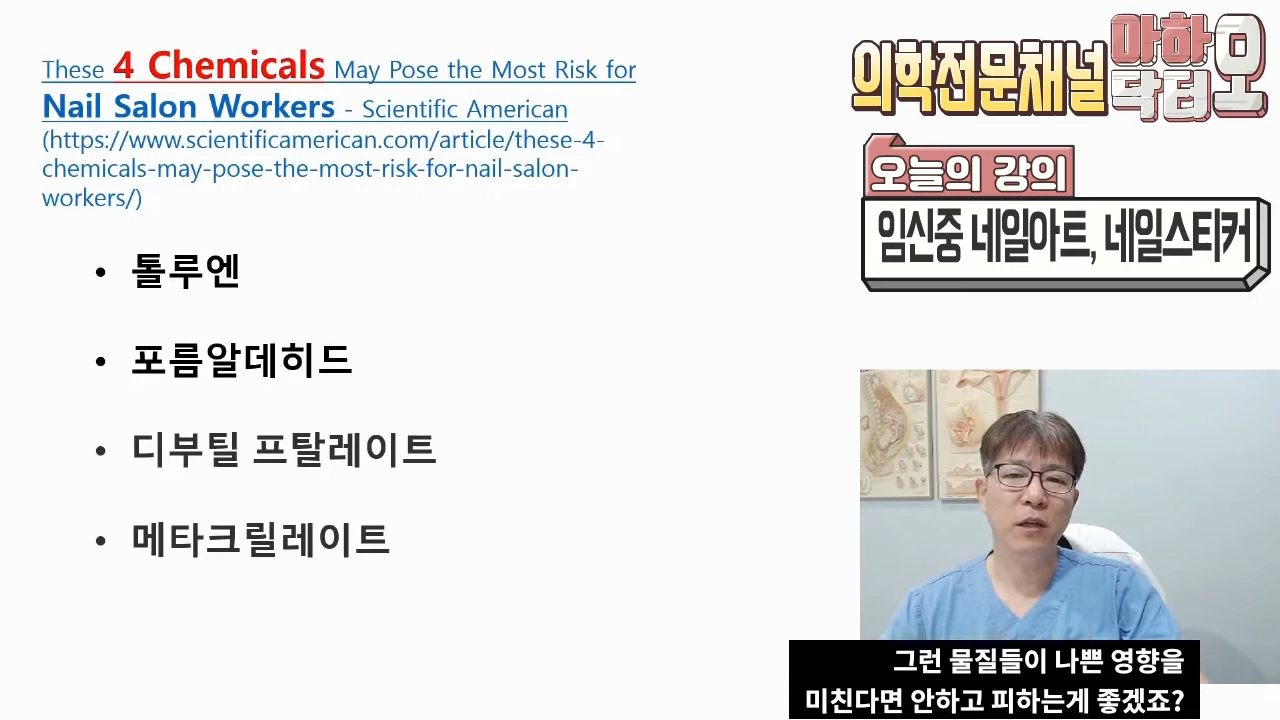 These 4 Chemicals May Pose the Most Risk for
Nail Salon Workers - Scientific American
(https://www.scientificamerican.com/article/these-4-
chemicals-may-pose-the-most-risk-for-nail-salon-
workers/)
• 톨루엔
• 포름알데히드
• 디부틸 프탈레이트
• 메타크릴레이트
의학전문채널 아하
닥터오
오늘의 강의
임신중 네일아트, 네일스티커
그런 물질들이 나쁜 영향을
미친다면 안하고 피하는게 좋겠죠?